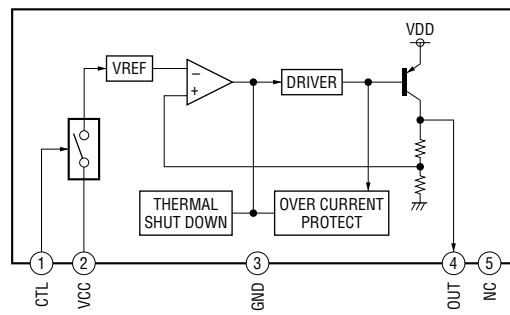 VDD
VREF
−
+
DRIVER
THERMAL
SHUT DOWN
OVER CURRENT
PROTECT
1
2
3
4
5
CTL
VCC
GND
OUT
NC